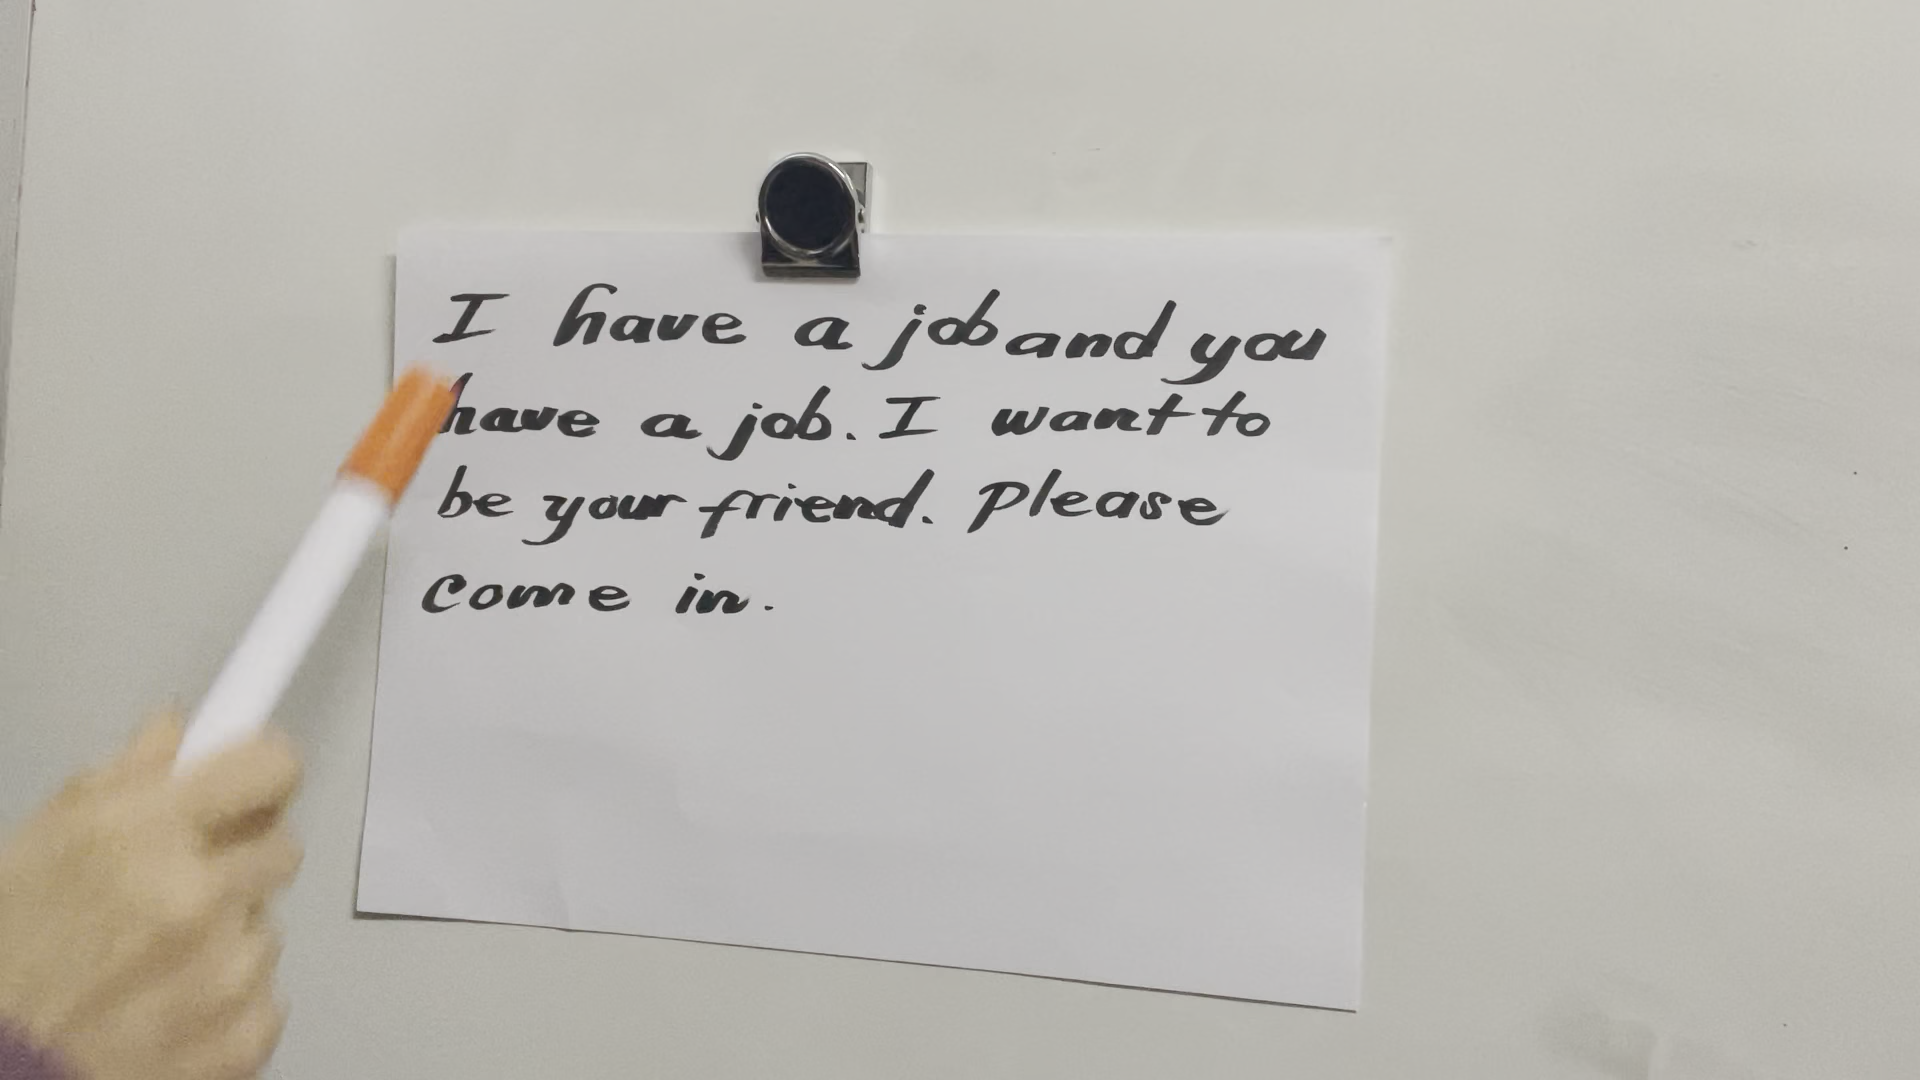 I have a job and you
have a job. I want to
be your friend. Please
come in.